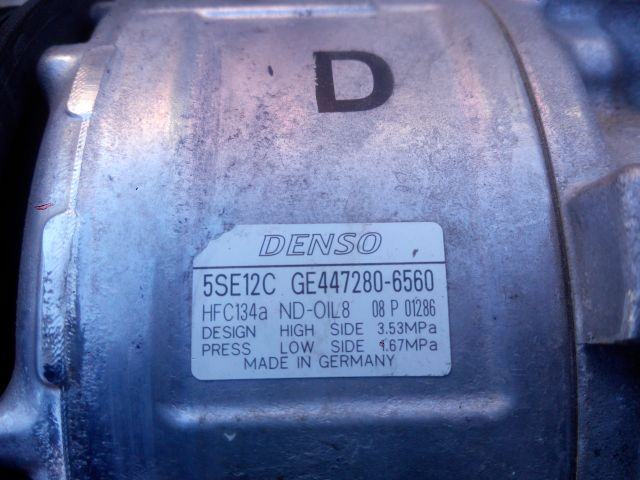 D
DENSO
5SE12C GE447280-6560
HFC134a ND-OIL8 08 P 01286
DESIGN HIGH SIDE 3.53MPa
PRESS LOW SIDE 1.67MPa
MADE IN GERMANY